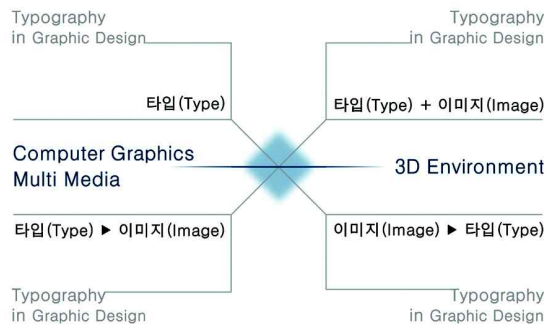 Typography
in Graphic Design
Typography
in Graphic Design
타입(Type)
타입(Type) + 이미지(Image)
Computer Graphics
Multi Media
3D Environment
타입(Type) ▶ 이미지(Image)
이미지(Image) ▶ 타입(Type)
Typography
in Graphic Design
Typography
in Graphic Design